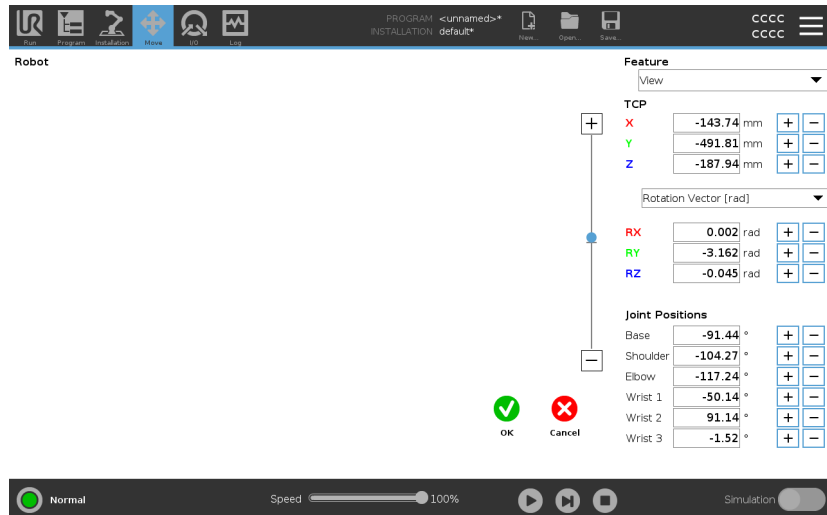 PROGRAM <unnamed>* cccc
UR INSTALLATION default* cccc
Run Program Installation Move I/O Log New... Open... Save...
Robot Feature
View
TCP
X -143.74 mm + −
Y -491.81 mm + −
Z -187.94 mm + −
Rotation Vector [rad]
RX 0.002 rad + −
RY -3.162 rad + −
RZ -0.045 rad + −
Joint Positions
Base -91.44 ° + −
Shoulder -104.27 ° + −
Elbow -117.24 ° + −
Wrist 1 -50.14 ° + −
Wrist 2 91.14 ° + −
Wrist 3 -1.52 ° + −
OK Cancel
Normal Speed 100% Simulation